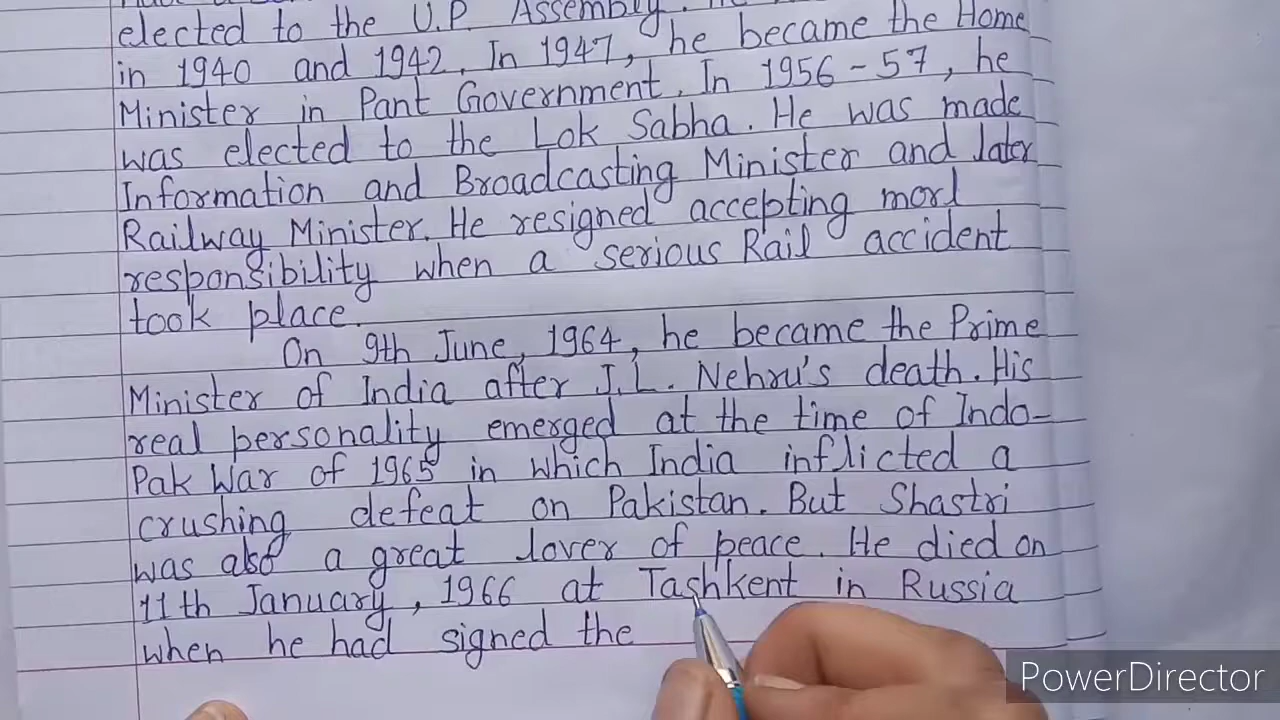 elected to the U.P. Assembly. He
in 1940 and 1942. In 1947, he became the Home
Minister in Pant Government. In 1956-57, he
was elected to the Lok Sabha. He was made
Information and Broadcasting Minister and later
Railway Minister. He resigned accepting morl
responsibility when a serious Rail accident
took place.
On 9th June, 1964, he became the Prime
Minister of India after J.L. Nehru's death. His
real personality emerged at the time of Indo-
Pak War of 1965 in which India inflicted a
crushing defeat on Pakistan. But Shastri
was also a great lover of peace. He died on
11th January, 1966 at Tashkent in Russia
when he had signed the
PowerDirector